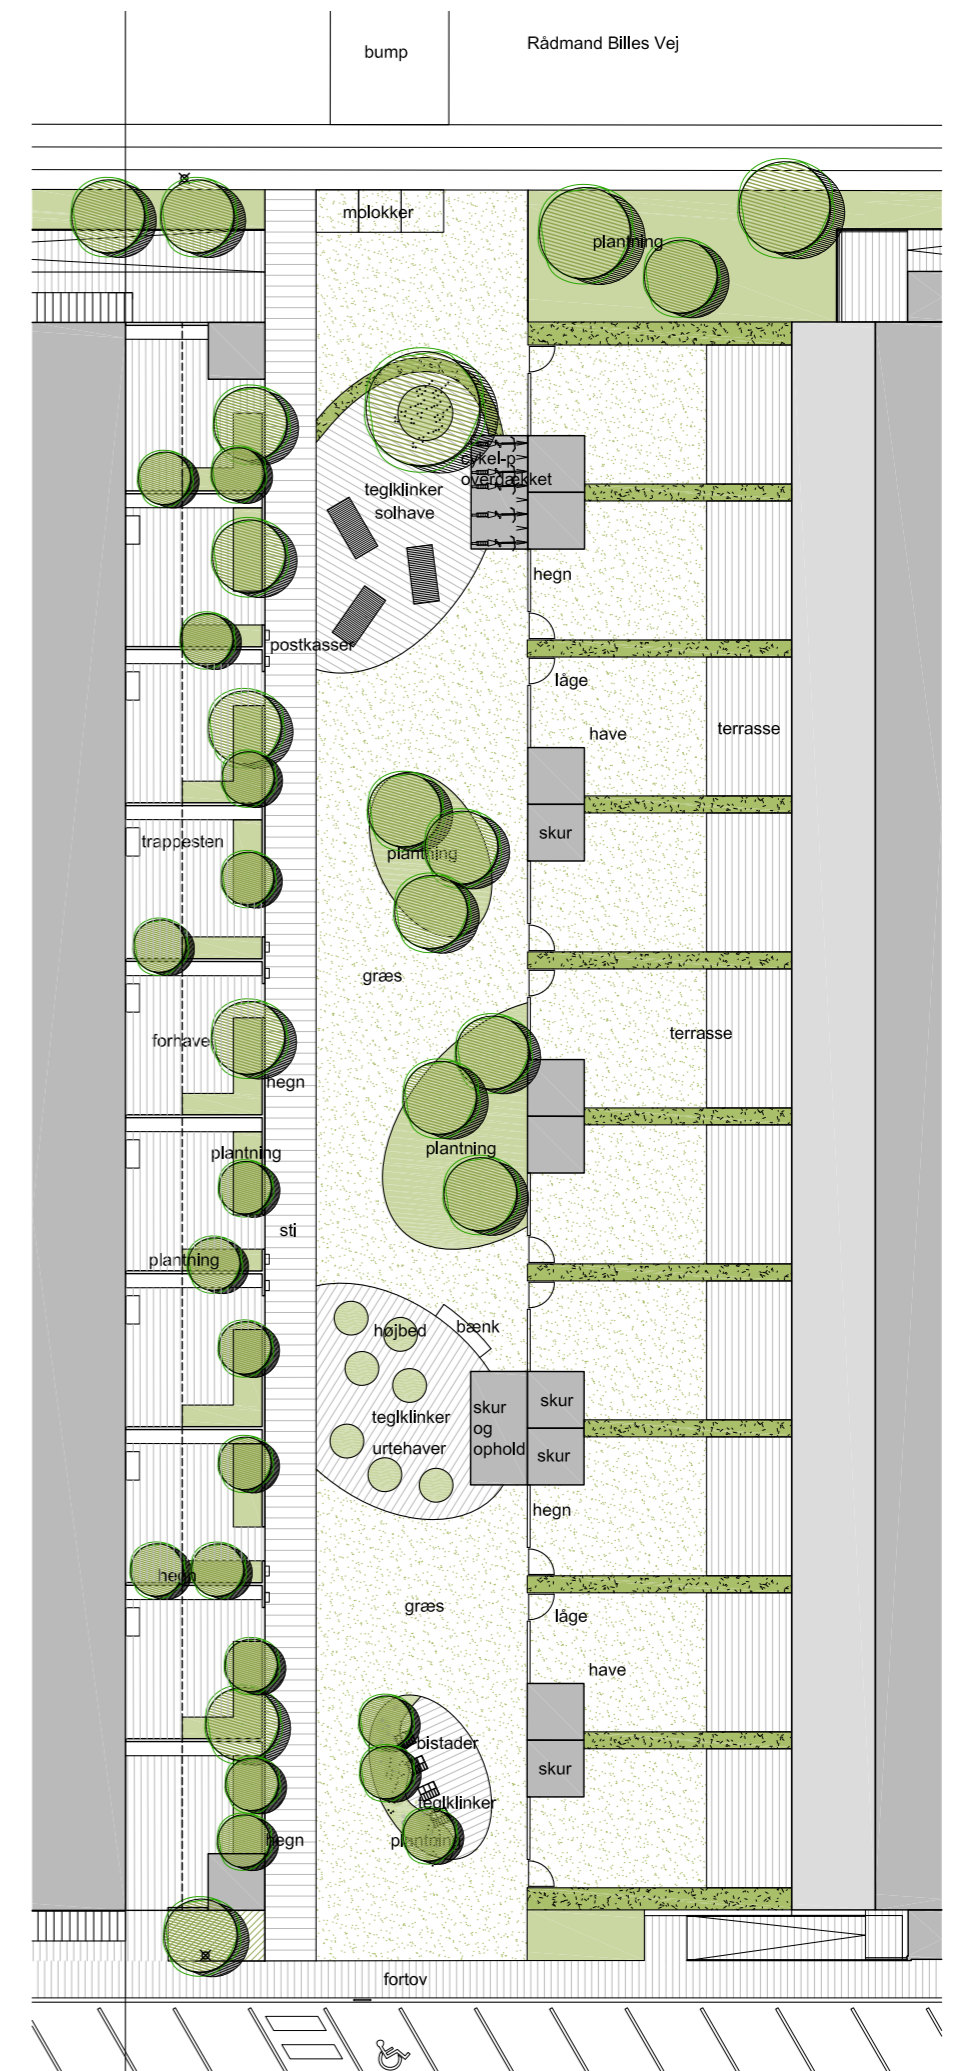 bump
Rådmand Billes Vej
molokker
plantning
cykel-p
overdækket
teglklinker
solhave
hegn
postkasser
låge
have
terrasse
skur
trappesten
plantning
græs
forhave
terrasse
hegn
plantning
plantning
sti
plantning
højbed
bænk
skur
og
ophold
skur
teglklinker
urtehaver
skur
hegn
hegn
græs
låge
have
bistader
skur
teglklinker
plantning
hegn
fortov